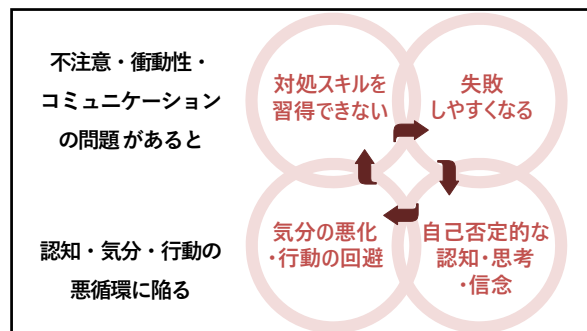 不注意・衝動性・
コミュニケーション
の問題があると
認知・気分・行動の
悪循環に陥る
対処スキルを
習得できない
失敗
しやすくなる
自己否定的な
認知・思考
・信念
気分の悪化
・行動の回避